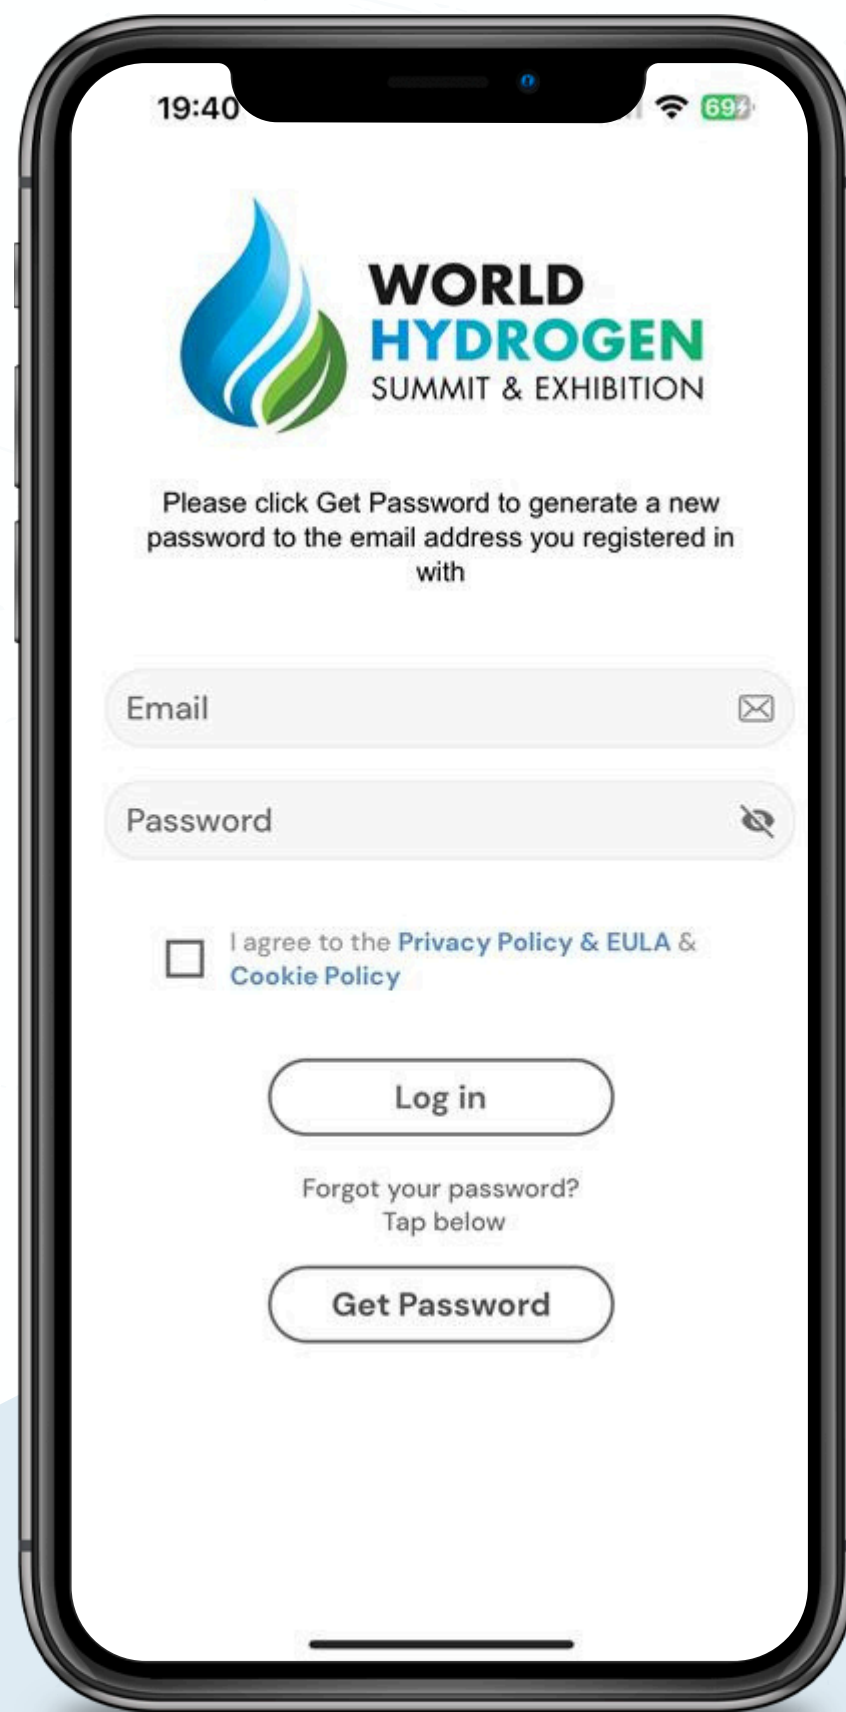 19:40
69
WORLD
HYDROGEN
SUMMIT & EXHIBITION
Please click Get Password to generate a new
password to the email address you registered in
with
Email
Password
I agree to the Privacy Policy & EULA &
Cookie Policy
Log in
Forgot your password?
Tap below
Get Password